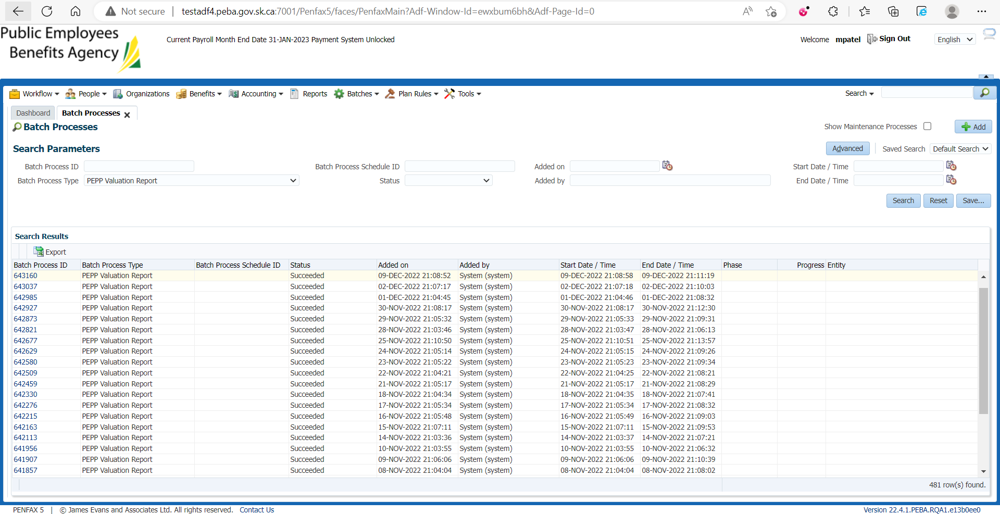 Not secure | testadf4.peba.gov.sk.ca:7001/Penfax5/faces/PenfaxMain?Adf-Window-Id=ewxbum6bh&Adf-Page-Id=0
Public Employees
Benefits Agency
Current Payroll Month End Date 31-JAN-2023 Payment System Unlocked
Welcome mpatel Sign Out English
Workflow People Organizations Benefits Accounting Reports Batches Plan Rules Tools Search
Dashboard Batch Processes
Batch Processes Show Maintenance Processes Add
Search Parameters Advanced Saved Search Default Search
Batch Process ID Batch Process Schedule ID Added on Start Date / Time
Batch Process Type PEPP Valuation Report Status Added by End Date / Time
Search Reset Save...
Search Results
Export
Batch Process ID Batch Process Type Batch Process Schedule ID Status Added on Added by Start Date / Time End Date / Time Phase Progress Entity
643160 PEPP Valuation Report Succeeded 09-DEC-2022 21:08:52 System (system) 09-DEC-2022 21:08:58 09-DEC-2022 21:11:19
643037 PEPP Valuation Report Succeeded 02-DEC-2022 21:07:17 System (system) 02-DEC-2022 21:07:18 02-DEC-2022 21:10:03
642985 PEPP Valuation Report Succeeded 01-DEC-2022 21:04:45 System (system) 01-DEC-2022 21:04:46 01-DEC-2022 21:08:32
642927 PEPP Valuation Report Succeeded 30-NOV-2022 21:08:17 System (system) 30-NOV-2022 21:08:17 30-NOV-2022 21:12:30
642873 PEPP Valuation Report Succeeded 29-NOV-2022 21:05:32 System (system) 29-NOV-2022 21:05:33 29-NOV-2022 21:09:31
642821 PEPP Valuation Report Succeeded 28-NOV-2022 21:03:46 System (system) 28-NOV-2022 21:03:47 28-NOV-2022 21:06:13
642677 PEPP Valuation Report Succeeded 25-NOV-2022 21:10:50 System (system) 25-NOV-2022 21:10:51 25-NOV-2022 21:13:57
642629 PEPP Valuation Report Succeeded 24-NOV-2022 21:05:14 System (system) 24-NOV-2022 21:05:15 24-NOV-2022 21:09:26
642580 PEPP Valuation Report Succeeded 23-NOV-2022 21:05:22 System (system) 23-NOV-2022 21:05:23 23-NOV-2022 21:09:34
642509 PEPP Valuation Report Succeeded 22-NOV-2022 21:04:21 System (system) 22-NOV-2022 21:04:25 22-NOV-2022 21:08:21
642459 PEPP Valuation Report Succeeded 21-NOV-2022 21:05:17 System (system) 21-NOV-2022 21:05:17 21-NOV-2022 21:08:29
642330 PEPP Valuation Report Succeeded 18-NOV-2022 21:04:34 System (system) 18-NOV-2022 21:04:35 18-NOV-2022 21:07:41
642276 PEPP Valuation Report Succeeded 17-NOV-2022 21:05:34 System (system) 17-NOV-2022 21:05:34 17-NOV-2022 21:08:32
642215 PEPP Valuation Report Succeeded 16-NOV-2022 21:05:48 System (system) 16-NOV-2022 21:05:49 16-NOV-2022 21:09:03
642163 PEPP Valuation Report Succeeded 15-NOV-2022 21:07:11 System (system) 15-NOV-2022 21:07:11 15-NOV-2022 21:09:53
642113 PEPP Valuation Report Succeeded 14-NOV-2022 21:03:36 System (system) 14-NOV-2022 21:03:37 14-NOV-2022 21:07:21
641956 PEPP Valuation Report Succeeded 10-NOV-2022 21:03:55 System (system) 10-NOV-2022 21:03:55 10-NOV-2022 21:06:32
641907 PEPP Valuation Report Succeeded 09-NOV-2022 21:06:06 System (system) 09-NOV-2022 21:06:06 09-NOV-2022 21:10:39
641857 PEPP Valuation Report Succeeded 08-NOV-2022 21:04:04 System (system) 08-NOV-2022 21:04:04 08-NOV-2022 21:08:02
481 row(s) found.
PENFAX 5 | © James Evans and Associates Ltd. All rights reserved. Contact Us Version 22.4.1.PEBA.RQA1.e13b0ee0